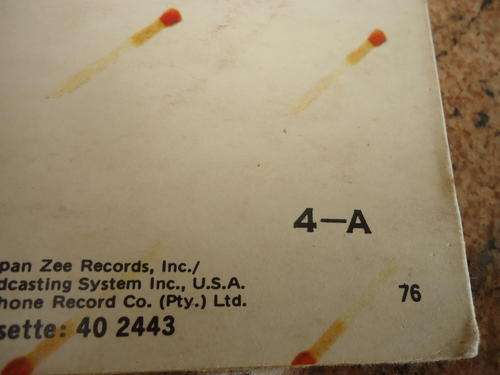 4-A
pan Zee Records, Inc./
dcasting System Inc., U.S.A.
hone Record Co. (Pty.) Ltd.
76
sette: 40 2443